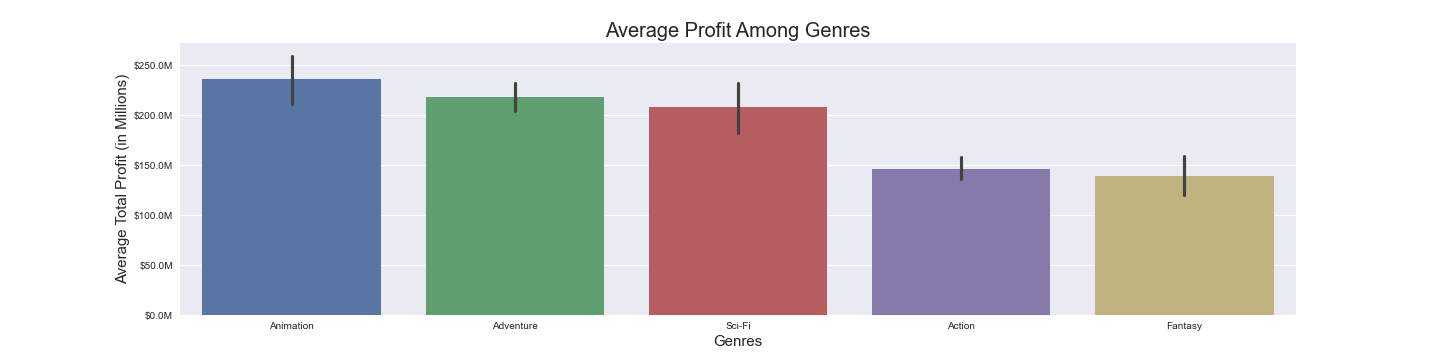 Average Profit Among Genres
Average Total Profit (in Millions)
$250.0M
$200.0M
$150.0M
$100.0M
$50.0M
$0.0M
Animation
Adventure
Sci-Fi
Action
Fantasy
Genres